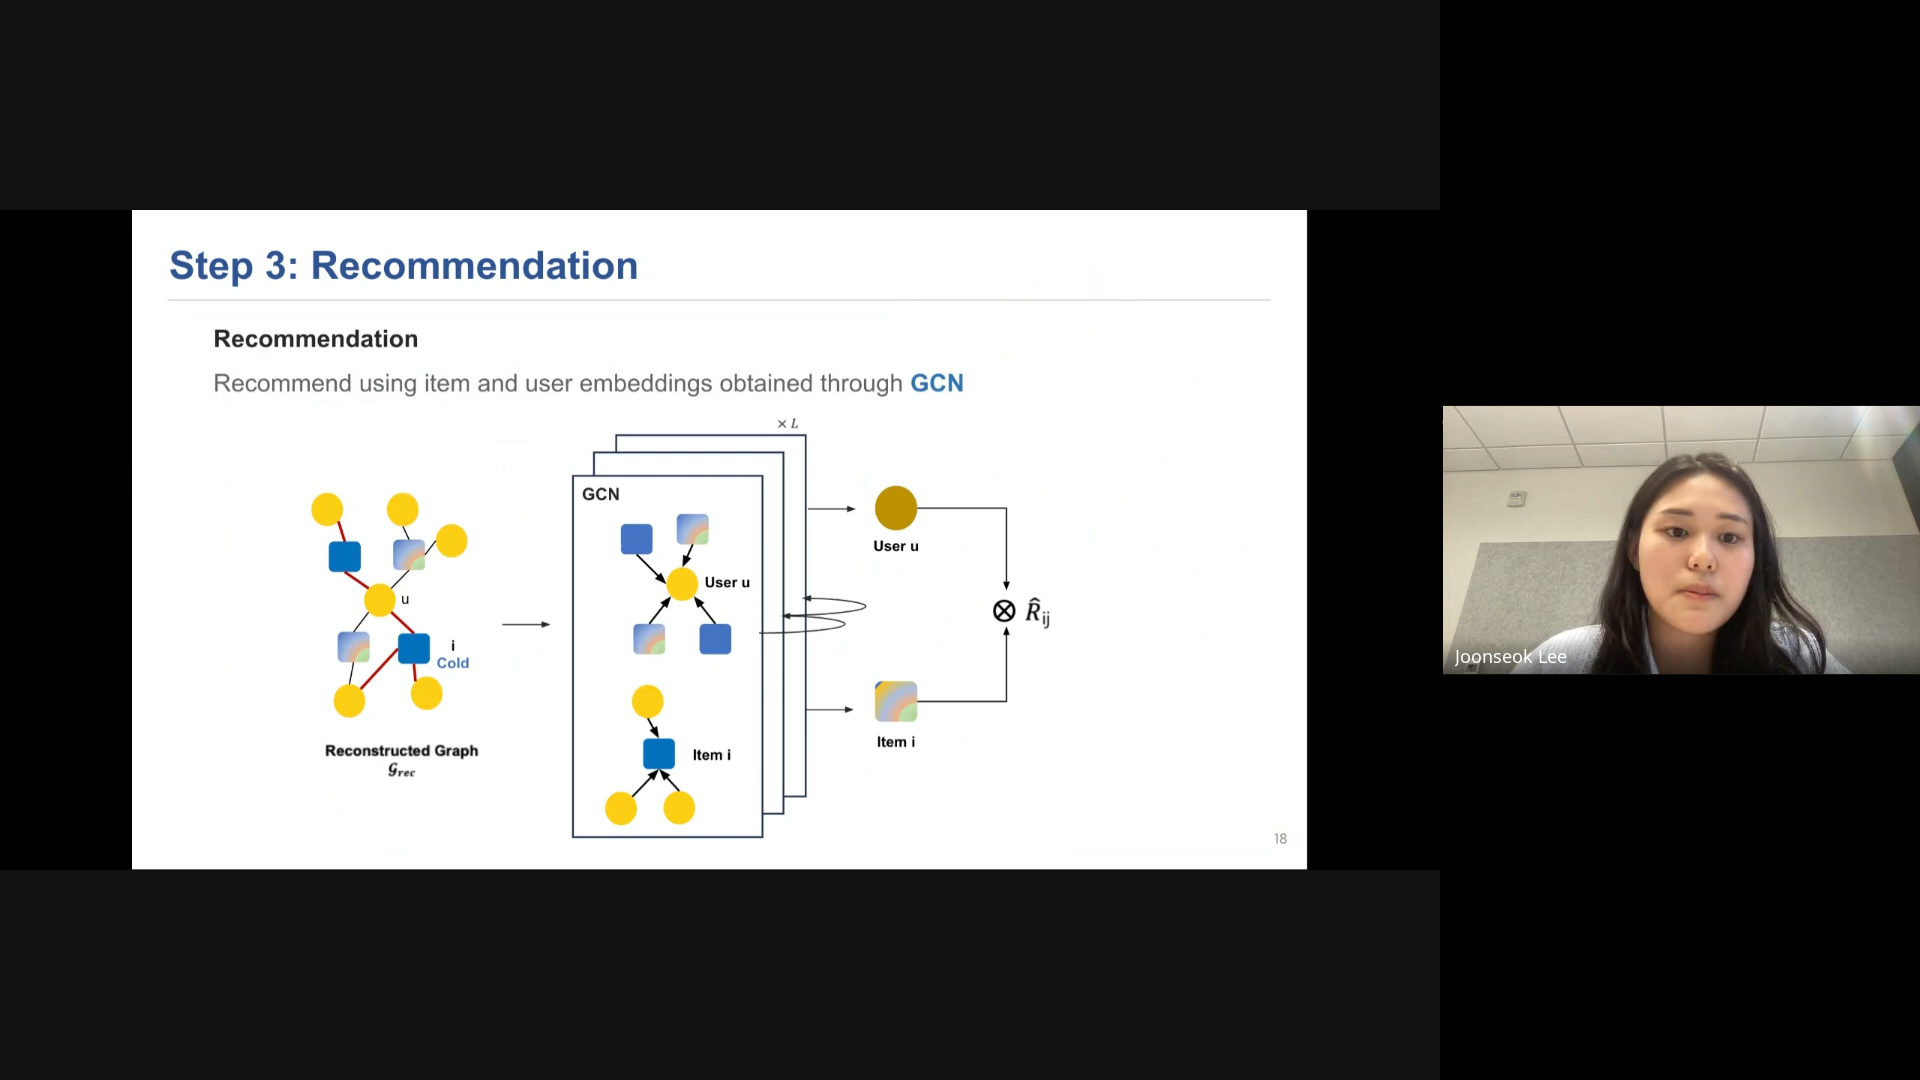 Step 3: Recommendation
Recommendation
Recommend using item and user embeddings obtained through GCN
× L
GCN
User u
User u
u
i
Cold
R̂ij
Joonseok Lee
Item i
Item i
Reconstructed Graph
𝒢rec
18